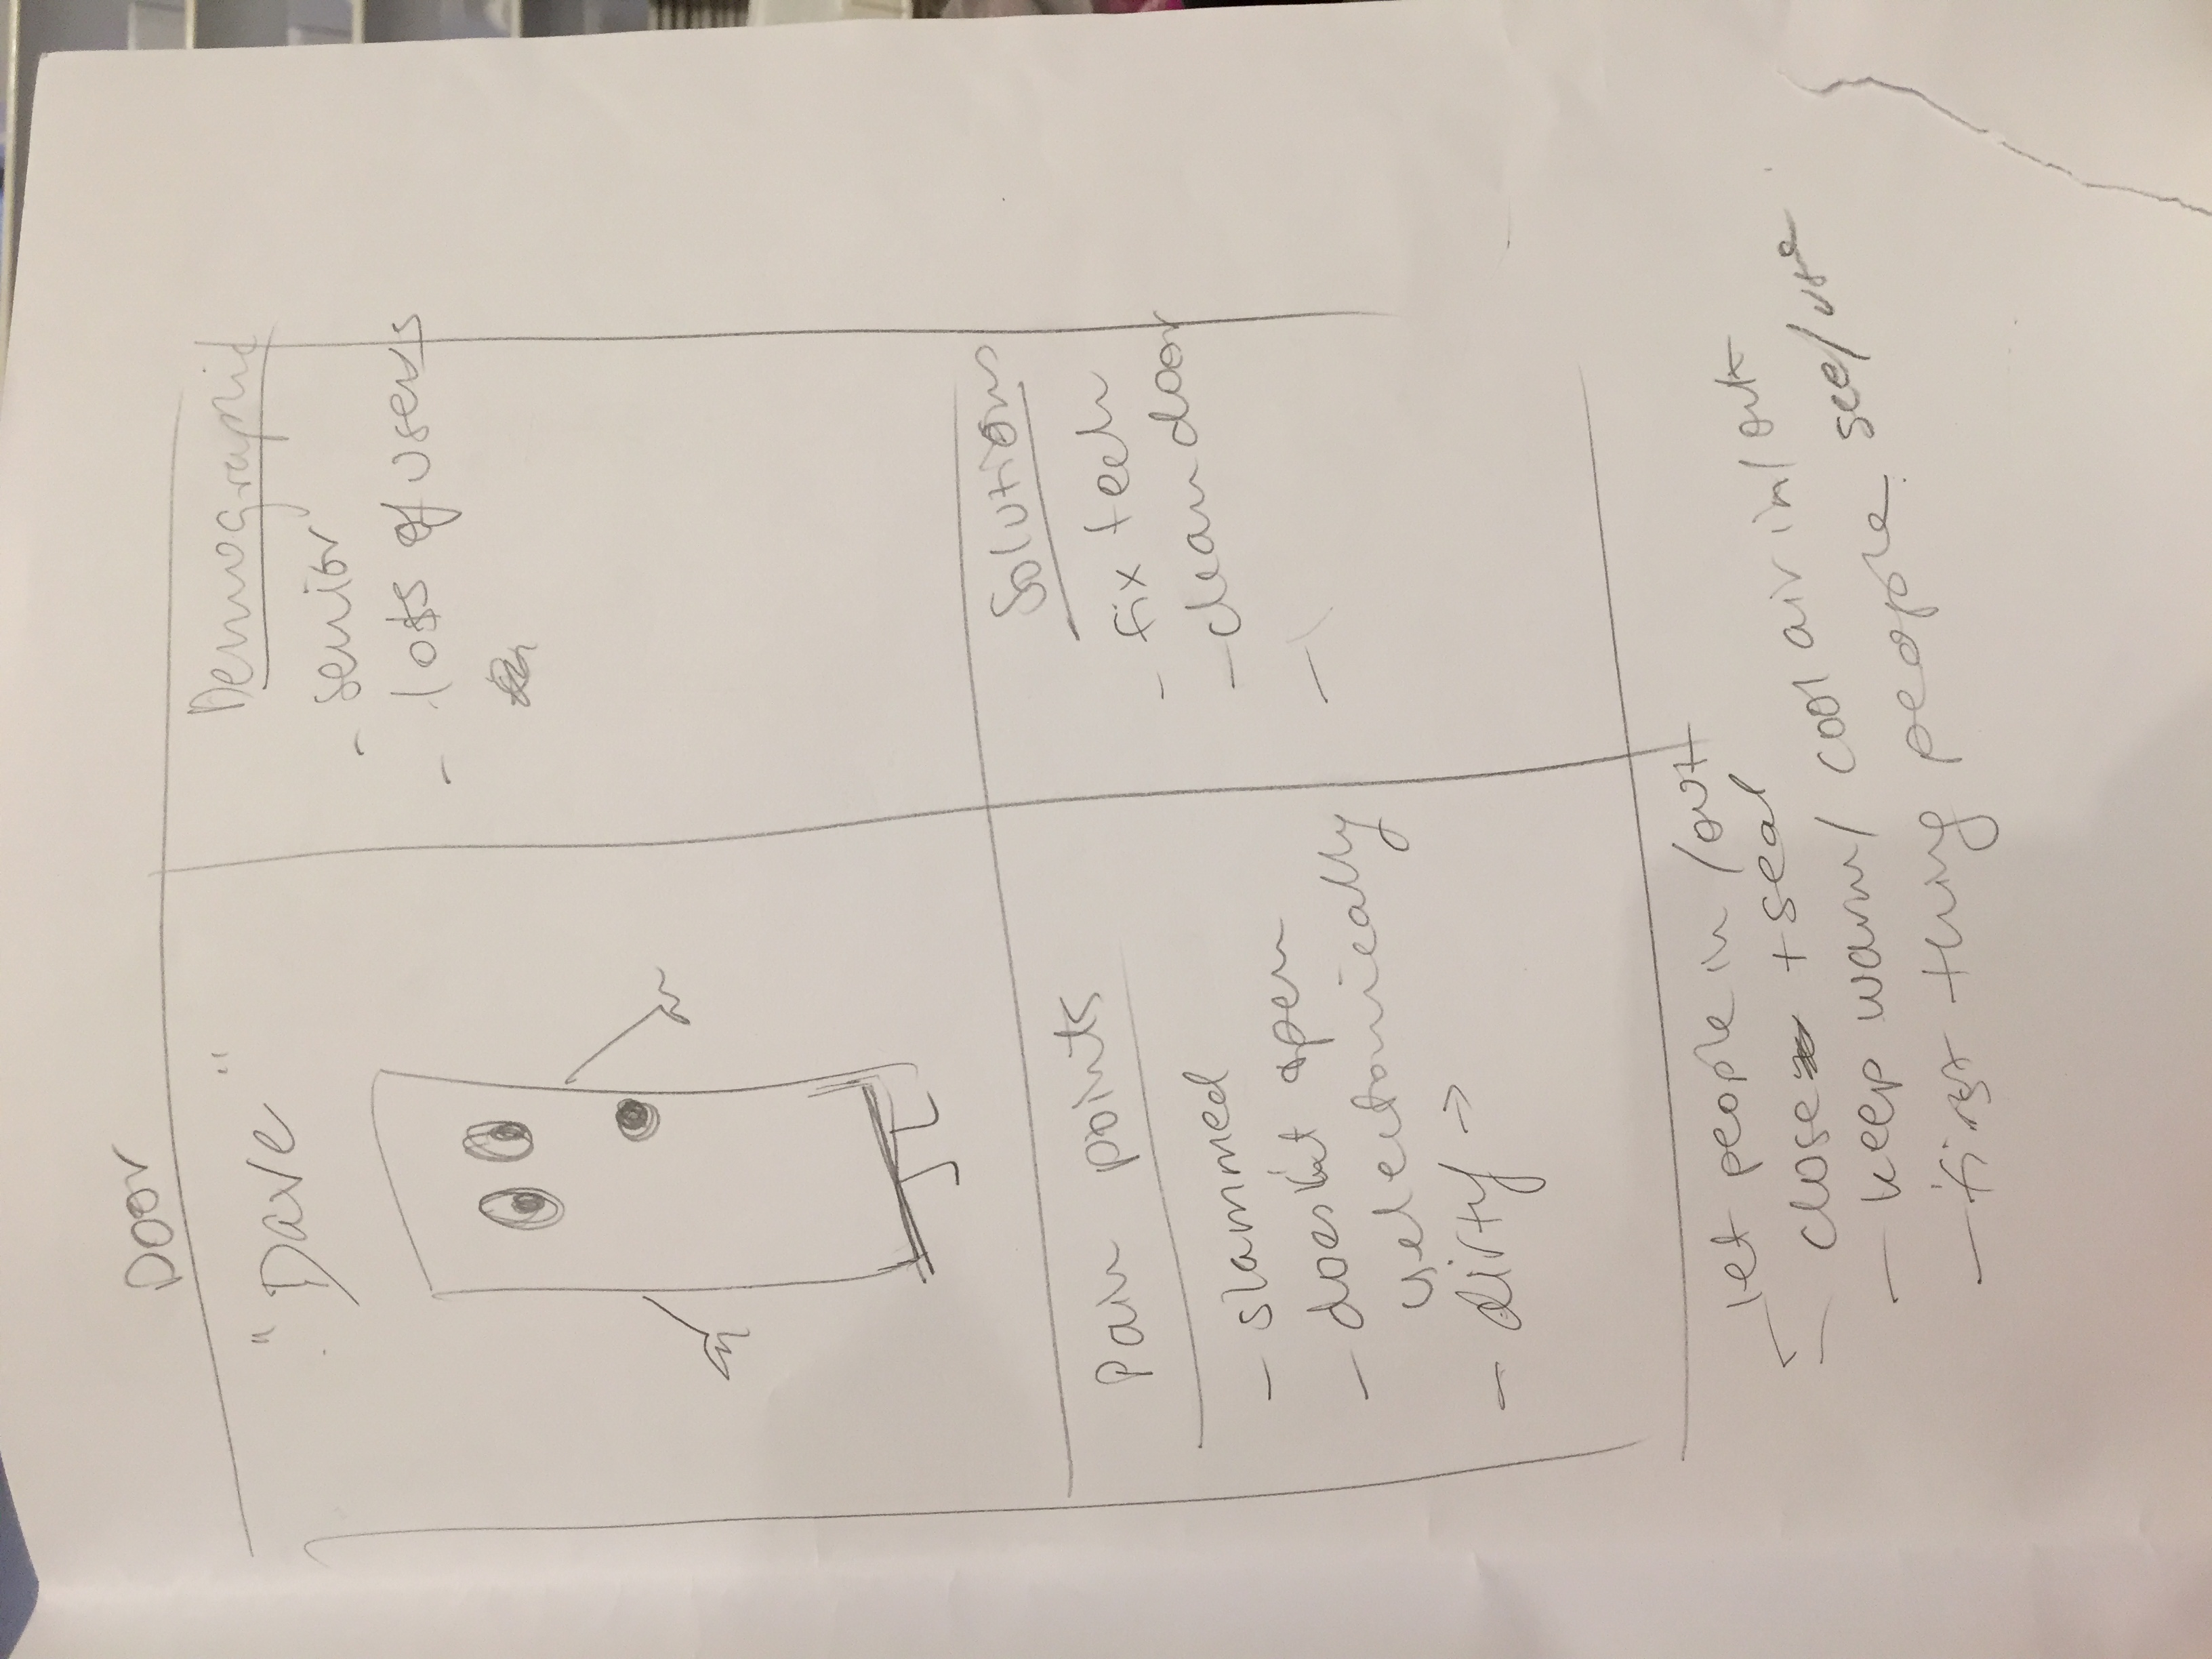 Door
"Dave"
Demographic
- senior
- lots of users
Pain points
- slammed
- doesn't open
electonically
- dirty →
Solutions
- fix tech
- clean door
-
- let people in/out
- close + seal
- keep warm/cool air in/out
- first thing people see/use